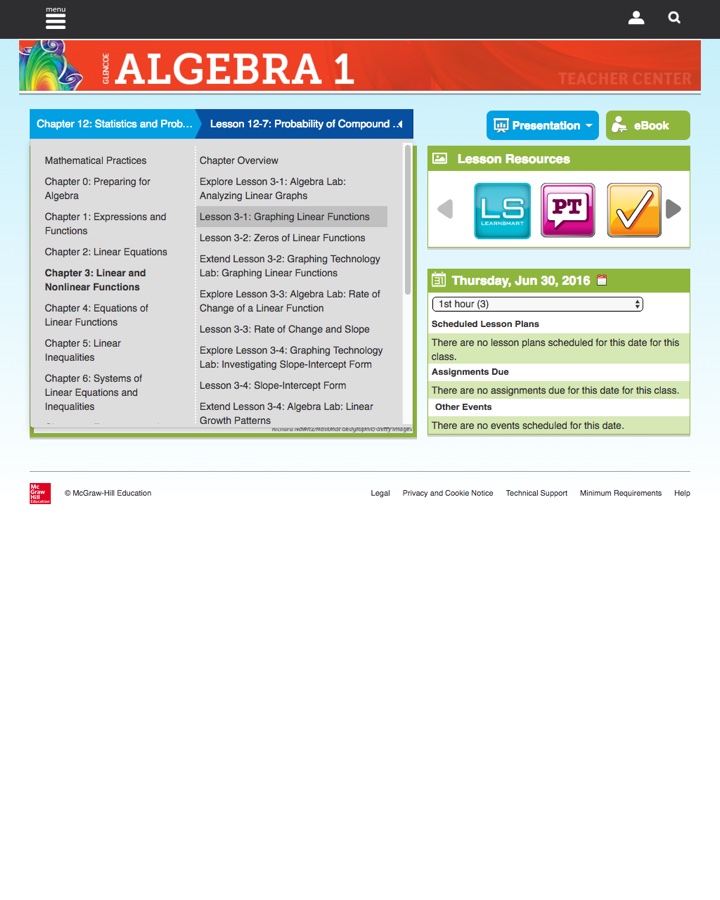 menu
GLENCOE
ALGEBRA 1
TEACHER CENTER
Chapter 12: Statistics and Prob...
Lesson 12-7: Probability of Compound ..
Presentation
eBook
Mathematical Practices
Chapter 0: Preparing for
Algebra
Chapter 1: Expressions and
Functions
Chapter 2: Linear Equations
Chapter 3: Linear and
Nonlinear Functions
Chapter 4: Equations of
Linear Functions
Chapter 5: Linear
Inequalities
Chapter 6: Systems of
Linear Equations and
Inequalities
Chapter Overview
Explore Lesson 3-1: Algebra Lab:
Analyzing Linear Graphs
Lesson 3-1: Graphing Linear Functions
Lesson 3-2: Zeros of Linear Functions
Extend Lesson 3-2: Graphing Technology
Lab: Graphing Linear Functions
Explore Lesson 3-3: Algebra Lab: Rate of
Change of a Linear Function
Lesson 3-3: Rate of Change and Slope
Explore Lesson 3-4: Graphing Technology
Lab: Investigating Slope-Intercept Form
Lesson 3-4: Slope-Intercept Form
Extend Lesson 3-4: Algebra Lab: Linear
Growth Patterns
Lesson Resources
LS
LEARNSMART
PT
Thursday, Jun 30, 2016
1st hour (3)
Scheduled Lesson Plans
There are no lesson plans scheduled for this date for this
class.
Assignments Due
There are no assignments due for this date for this class.
Other Events
There are no events scheduled for this date.
Mc
Graw
Hill
Education
© McGraw-Hill Education
Legal
Privacy and Cookie Notice
Technical Support
Minimum Requirements
Help